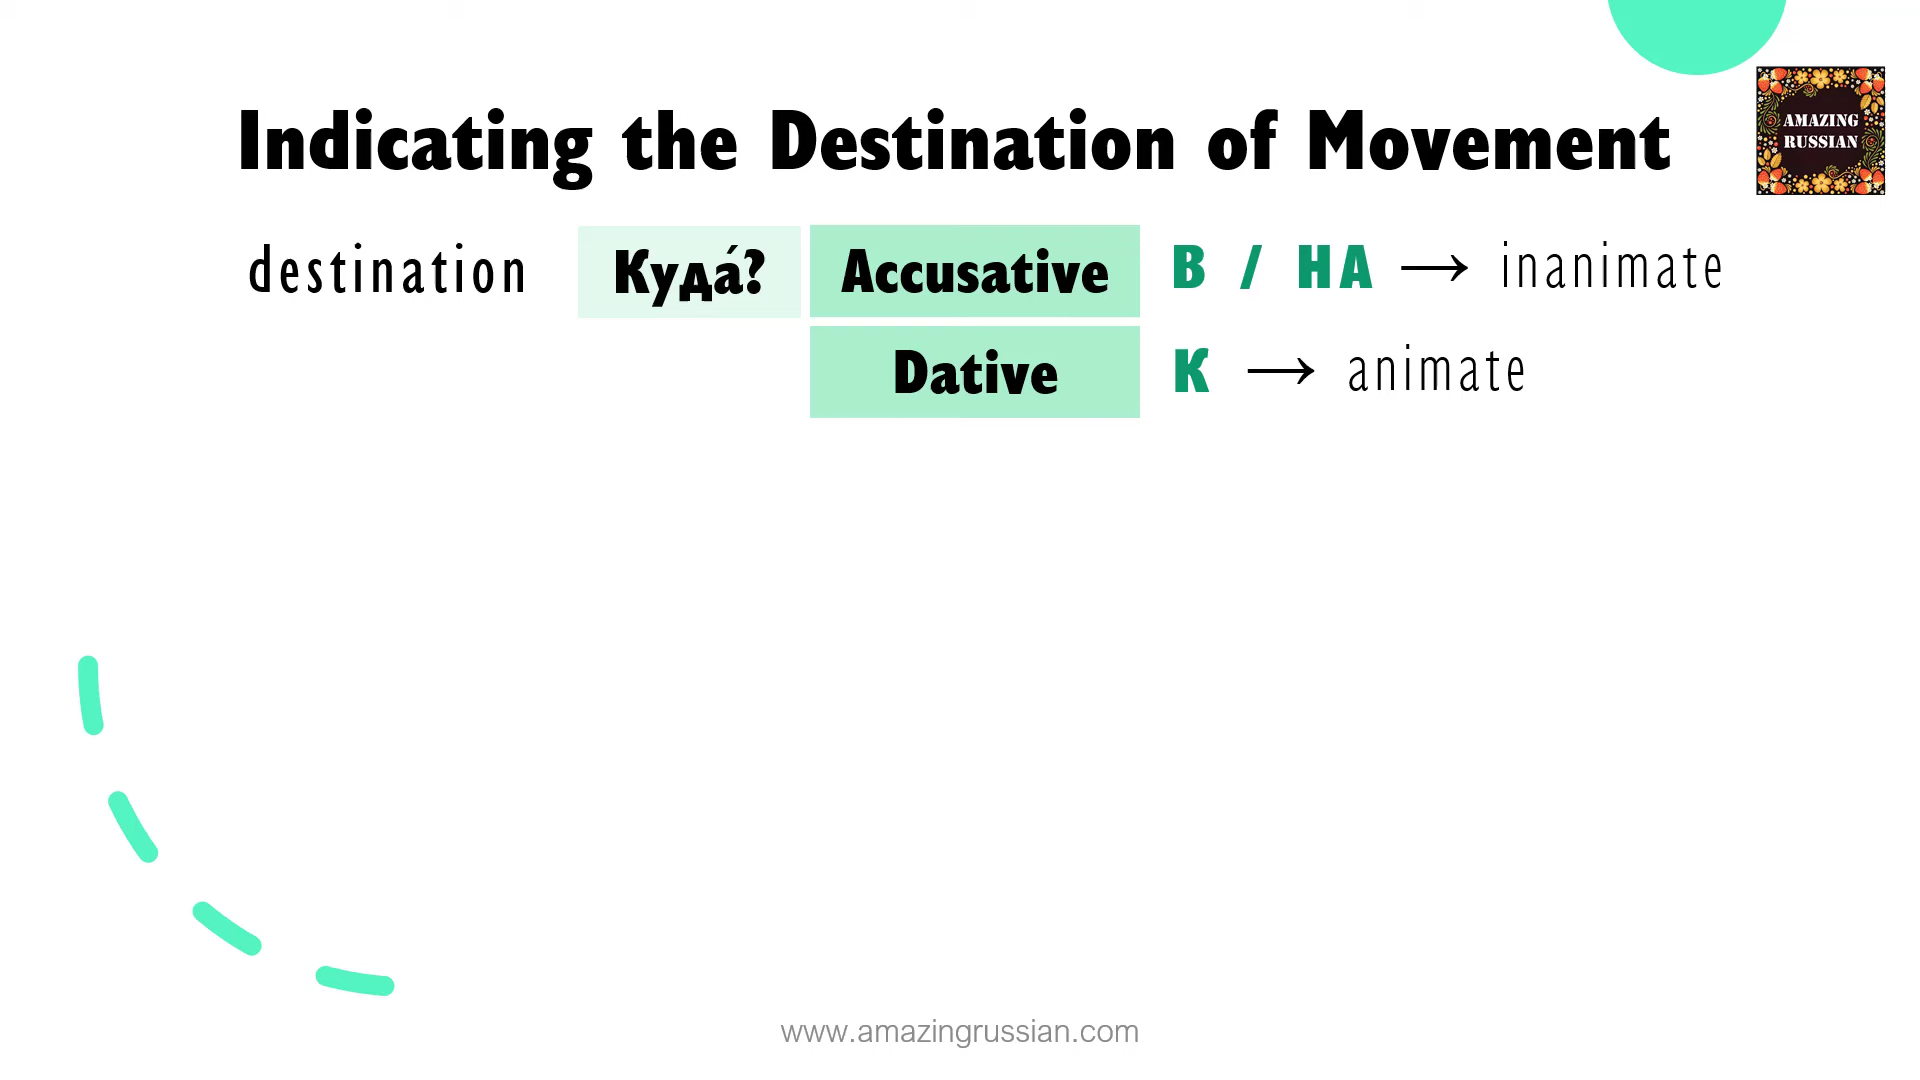 Indicating the Destination of Movement
AMAZING
RUSSIAN
destination Куда́? Accusative В / НА → inanimate
Dative К → animate
www.amazingrussian.com